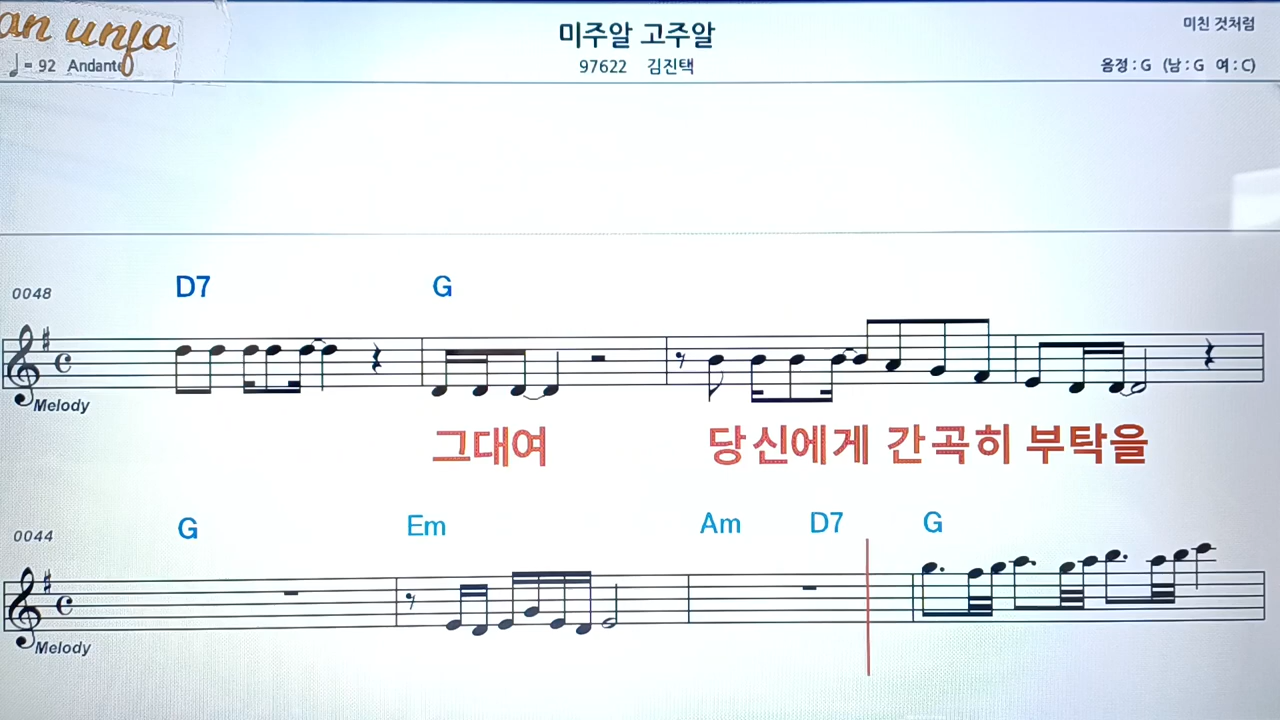 an unfa
미주알 고주알
미친 것처럼
♩= 92 Andante
97622 김진택
음정 : G (남 : G 여 : C)
D7 G
0048
Melody
그대여 당신에게 간곡히 부탁을
G Em Am D7 G
0044
Melody